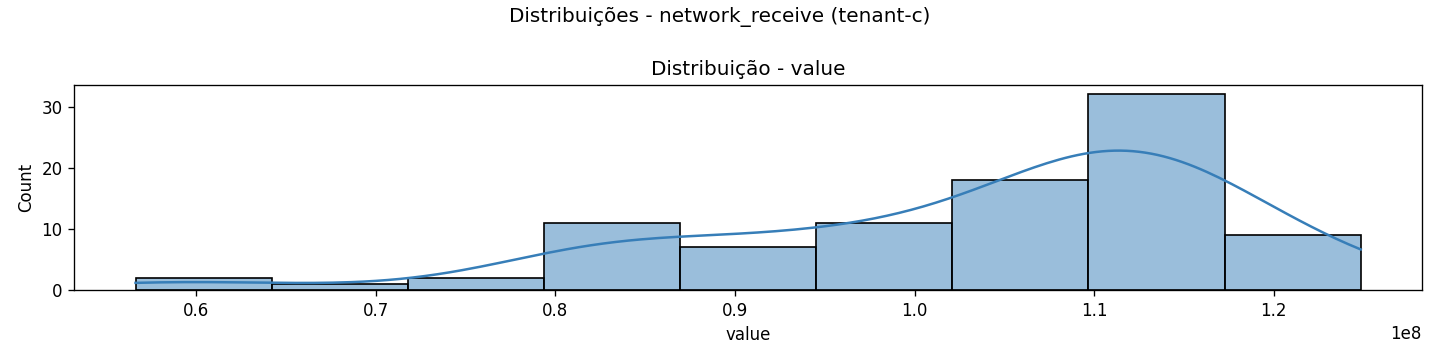 Distribuições - network_receive (tenant-c)
Distribuição - value
Count
30
20
10
0
0.6 0.7 0.8 0.9 1.0 1.1 1.2
1e8
value